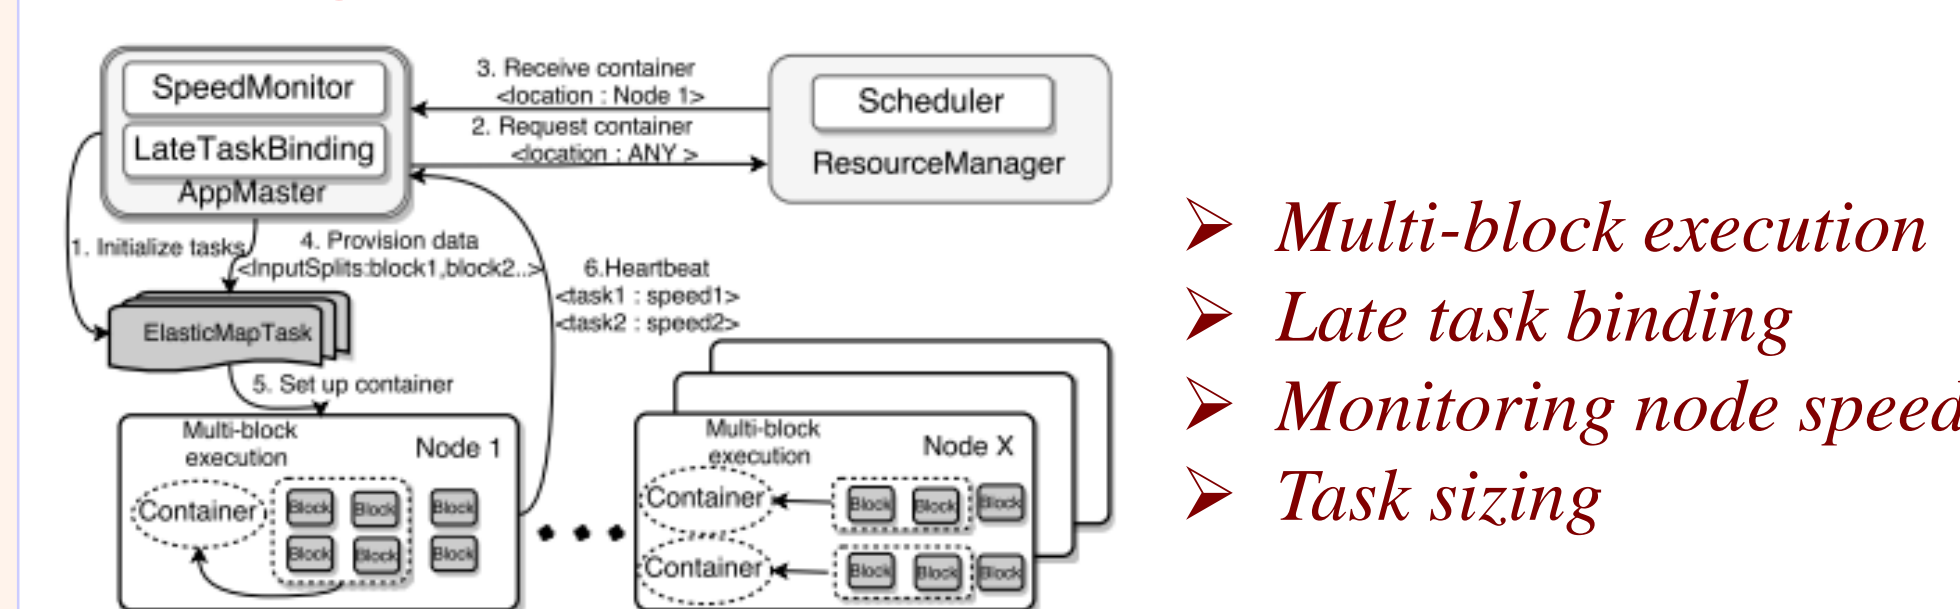 SpeedMonitor
LateTaskBinding
AppMaster
3. Receive container
<location : Node 1>
2. Request container
<location : ANY >
Scheduler
ResourceManager
1. Initialize tasks
4. Provision data
<InputSplits:block1,block2..>
6.Heartbeat
<task1 : speed1>
<task2 : speed2>
ElasticMapTask
5. Set up container
Multi-block
execution
Node 1
Container
Block Block Block
Block Block Block
Multi-block
execution
Node X
Container
Block Block Block
Container
Block Block Block
➢ Multi-block execution
➢ Late task binding
➢ Monitoring node speed
➢ Task sizing